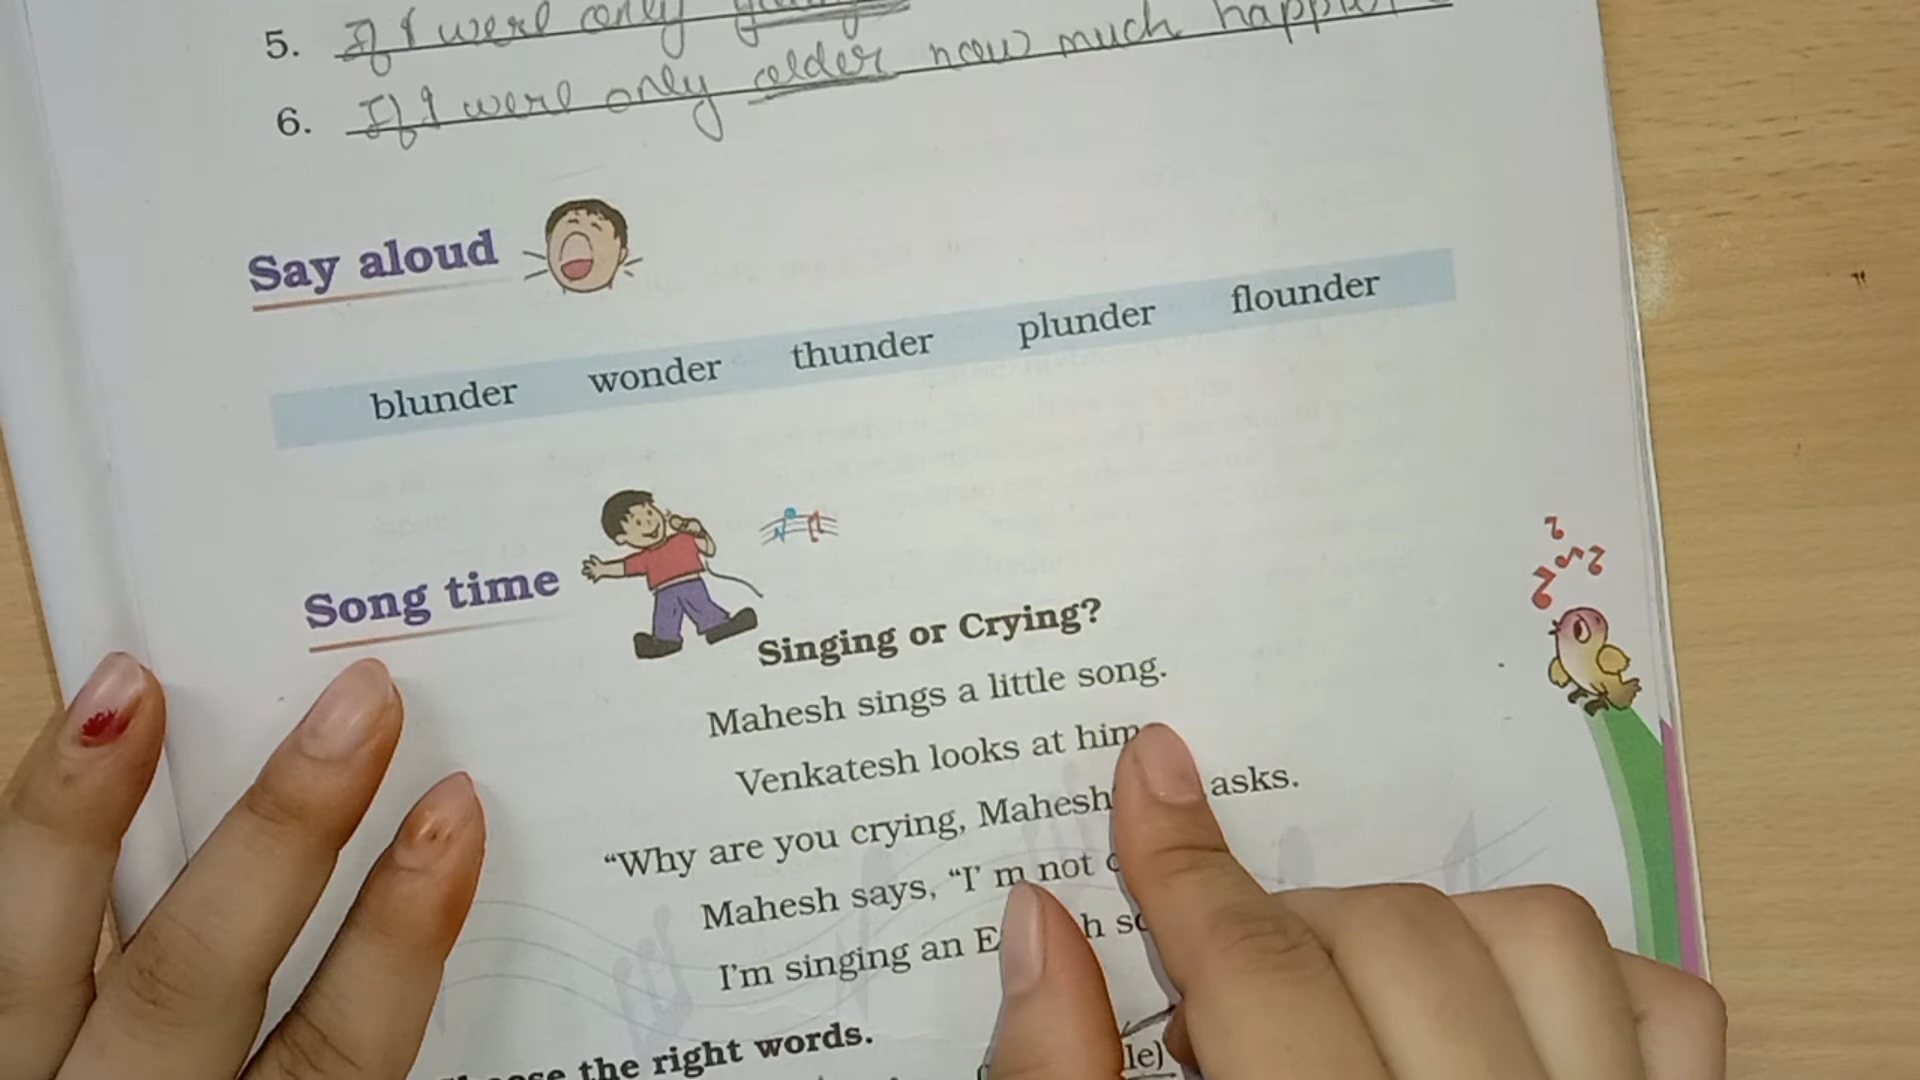 5. If I were only
6. If I were only older how much happier
Say aloud
blunder wonder thunder plunder flounder
Song time
Singing or Crying?
Mahesh sings a little song.
Venkatesh looks at him
“Why are you crying, Mahesh asks.
Mahesh says, “I’ m not
I’m singing an
the right words.